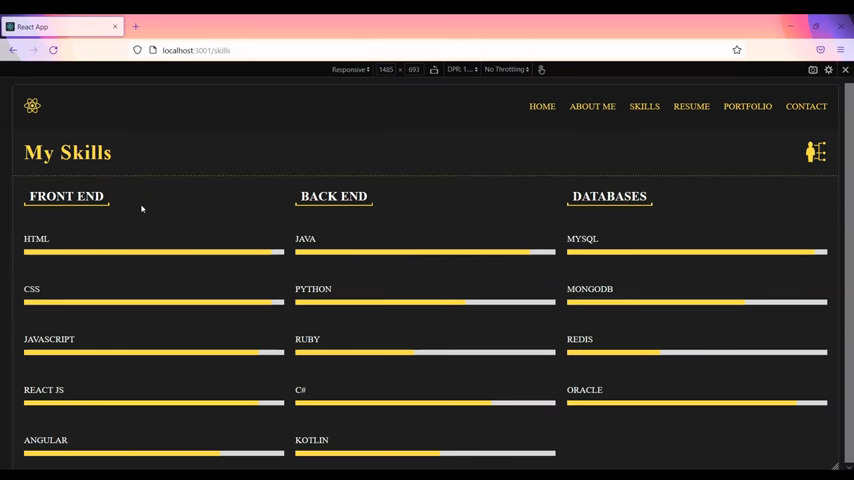 React App
localhost:3001/skills
Responsive 1485 × 693 DPR: 1... No Throttling
HOME ABOUT ME SKILLS RESUME PORTFOLIO CONTACT
My Skills
FRONT END
HTML
CSS
JAVASCRIPT
REACT JS
ANGULAR
BACK END
JAVA
PYTHON
RUBY
C#
KOTLIN
DATABASES
MYSQL
MONGODB
REDIS
ORACLE